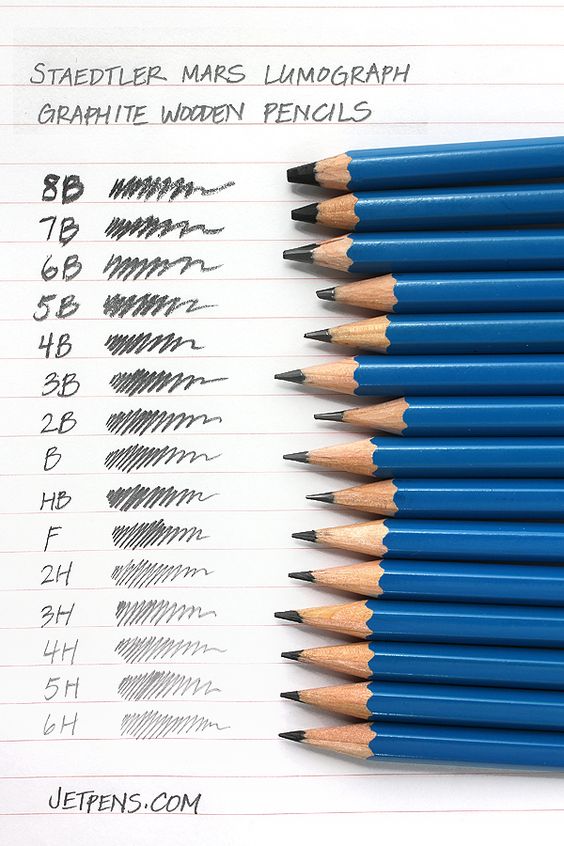 STAEDTLER MARS LUMOGRAPH
GRAPHITE WOODEN PENCILS
8B
7B
6B
5B
4B
3B
2B
B
HB
F
2H
3H
4H
5H
6H
JETPENS.COM